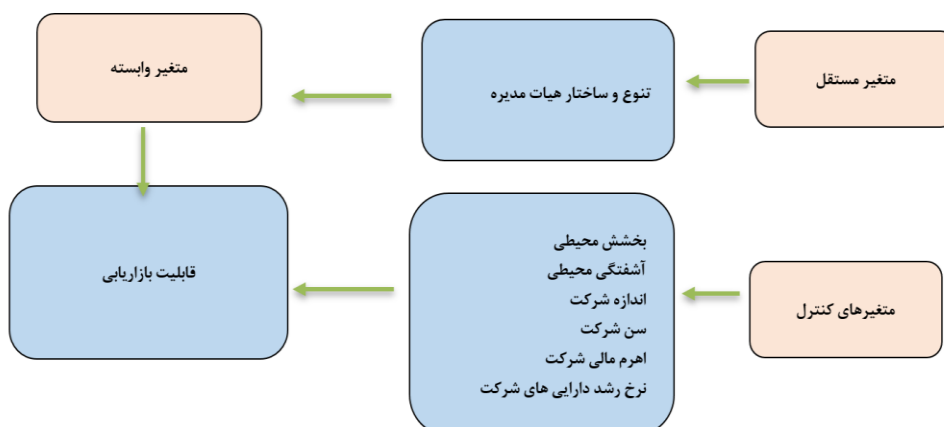 متغیر مستقل
تنوع و ساختار هیات مدیره
متغیر وابسته
متغیرهای کنترل
بخشش محیطی
آشفتگی محیطی
اندازه شرکت
سن شرکت
اهرم مالی شرکت
نرخ رشد دارایی های شرکت
قابلیت بازاریابی